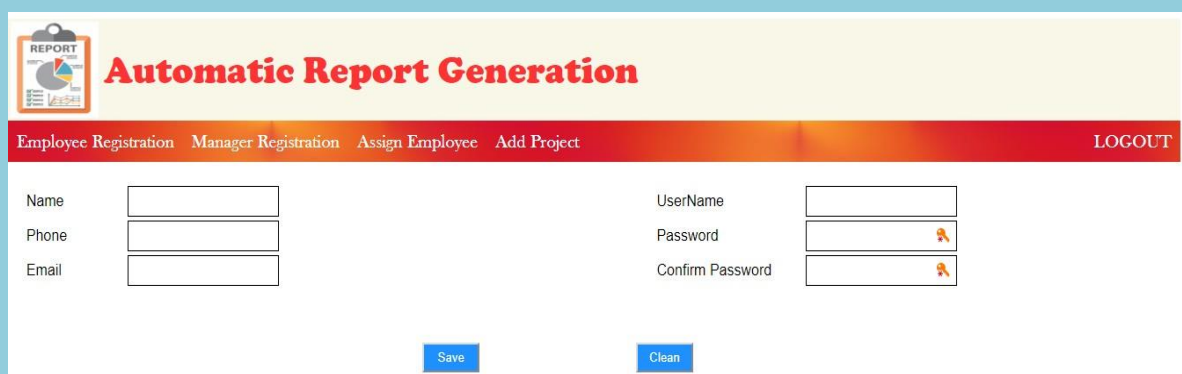 REPORT
Automatic Report Generation
Employee Registration Manager Registration Assign Employee Add Project LOGOUT
Name UserName
Phone Password
Email Confirm Password
Save Clean